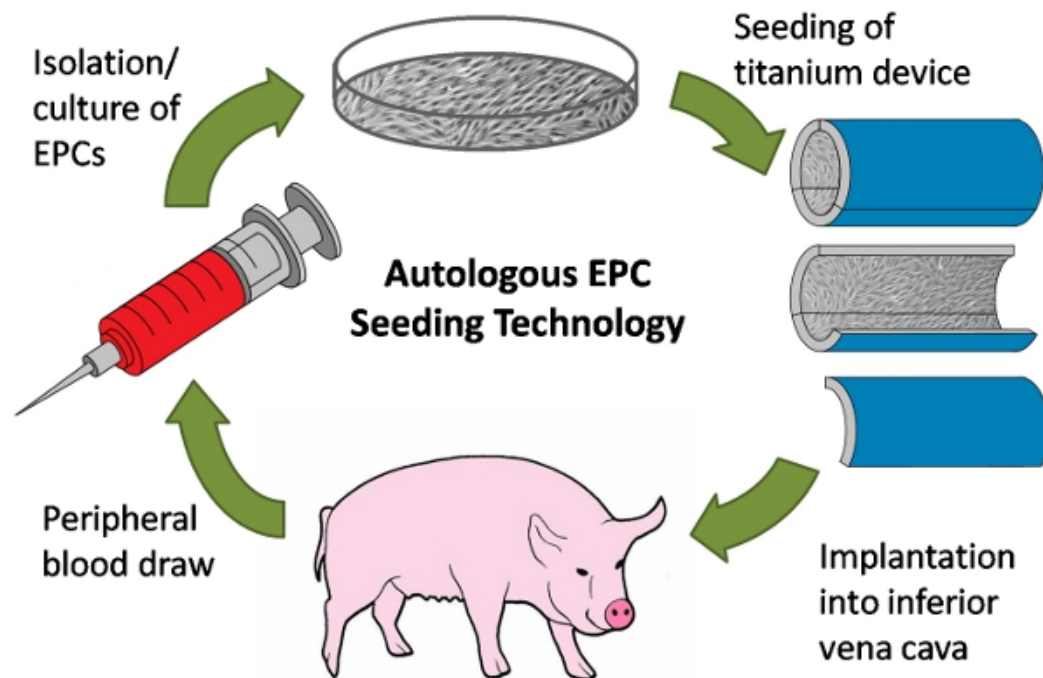 Isolation/
culture of
EPCs
Seeding of
titanium device
Autologous EPC
Seeding Technology
Peripheral
blood draw
Implantation
into inferior
vena cava